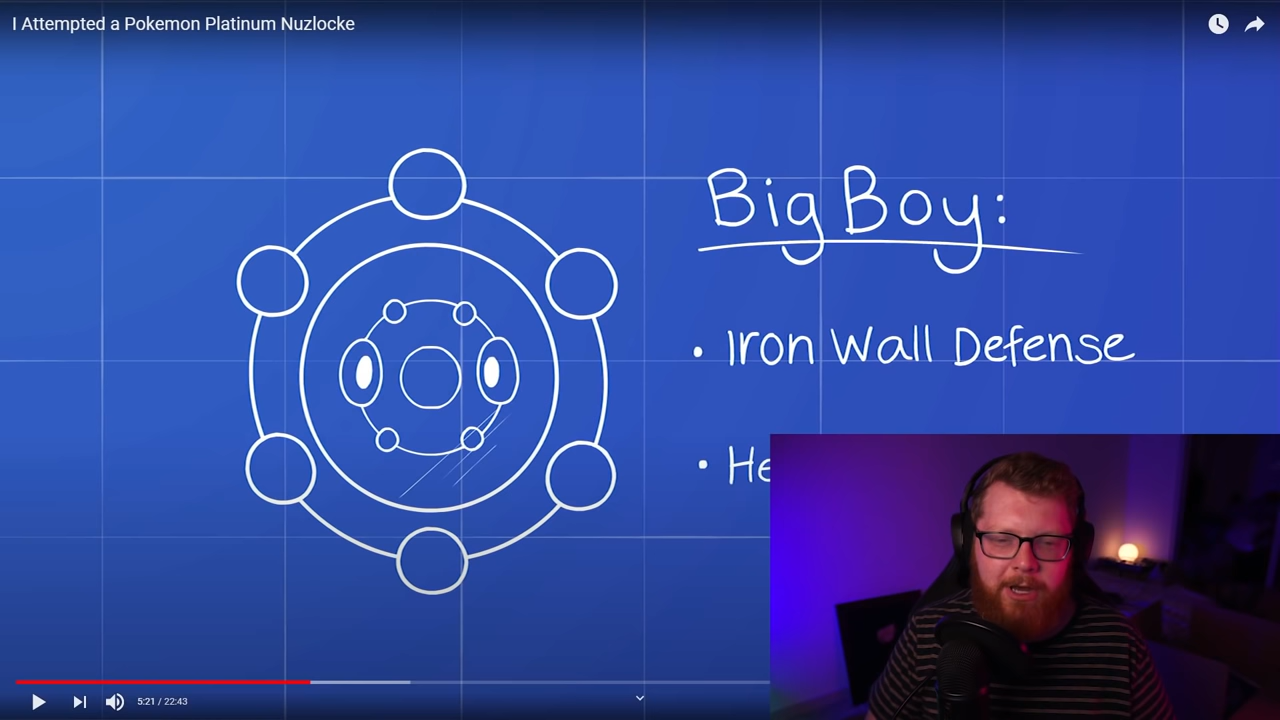 I Attempted a Pokemon Platinum Nuzlocke
Big Boy:
• Iron Wall Defense
• He
5:21 / 22:43